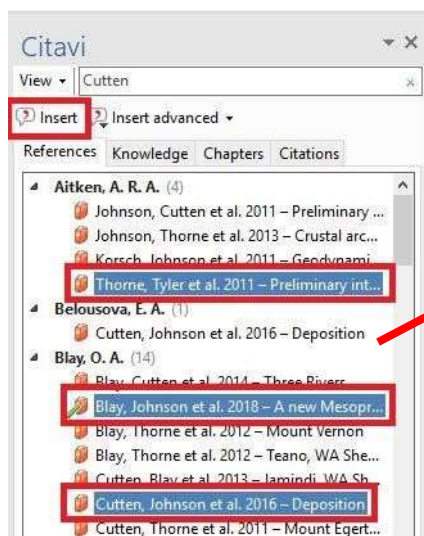 Citavi
View Cutten
Insert Insert advanced
References Knowledge Chapters Citations
Aitken, A. R. A. (4)
Johnson, Cutten et al. 2011 – Preliminary ...
Johnson, Thorne et al. 2013 – Crustal arc...
Korsch, Johnson et al. 2011 – Geodynami...
Thorne, Tyler et al. 2011 – Preliminary int...
Belousova, E. A. (1)
Cutten, Johnson et al. 2016 – Deposition
Blay, O. A. (14)
Blay, Cutten et al. 2014 – Three Rivers
Blay, Johnson et al. 2018 – A new Mesopr...
Blay, Thorne et al. 2012 – Mount Vernon
Blay, Thorne et al. 2012 – Teano, WA She...
Cutten, Blay et al. 2013 – Jamindi, WA Sh...
Cutten, Johnson et al. 2016 – Deposition
Cutten, Thorne et al. 2011 – Mount Egert...